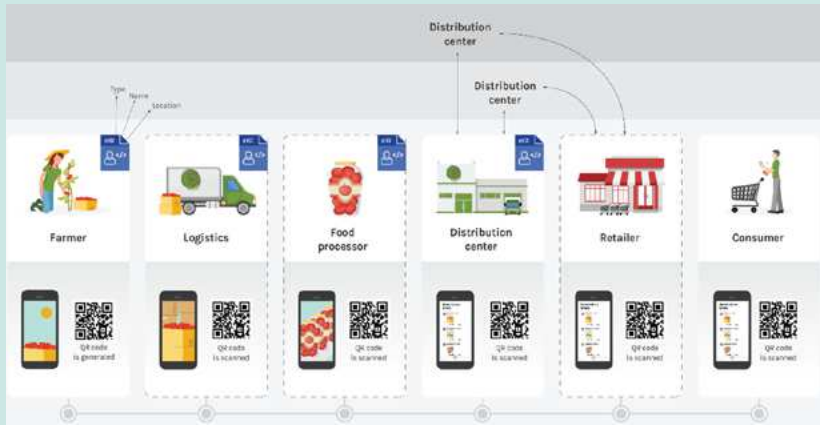 Distribution
center
Distribution
center
Type
Name
Location
Farmer
Logistics
Food
processor
Distribution
center
Retailer
Consumer
QR code
is generated
QR code
is scanned
QR code
is scanned
QR code
is scanned
QR code
is scanned
QR code
is scanned